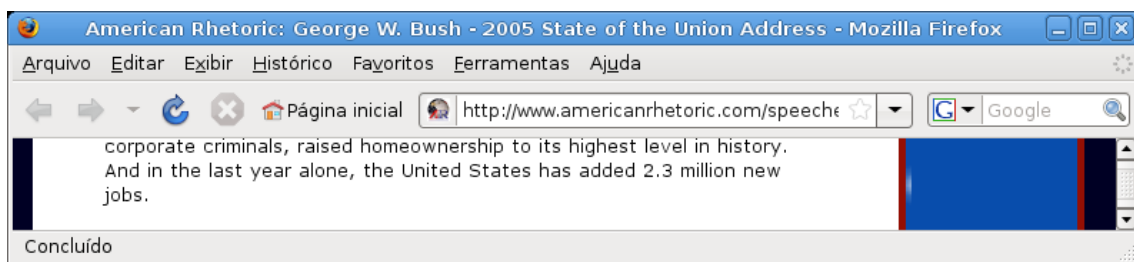 American Rhetoric: George W. Bush - 2005 State of the Union Address - Mozilla Firefox
Arquivo Editar Exibir Histórico Favoritos Ferramentas Ajuda
Página inicial http://www.americanrhetoric.com/speeche G Google
corporate criminals, raised homeownership to its highest level in history.
And in the last year alone, the United States has added 2.3 million new
jobs.
Concluído